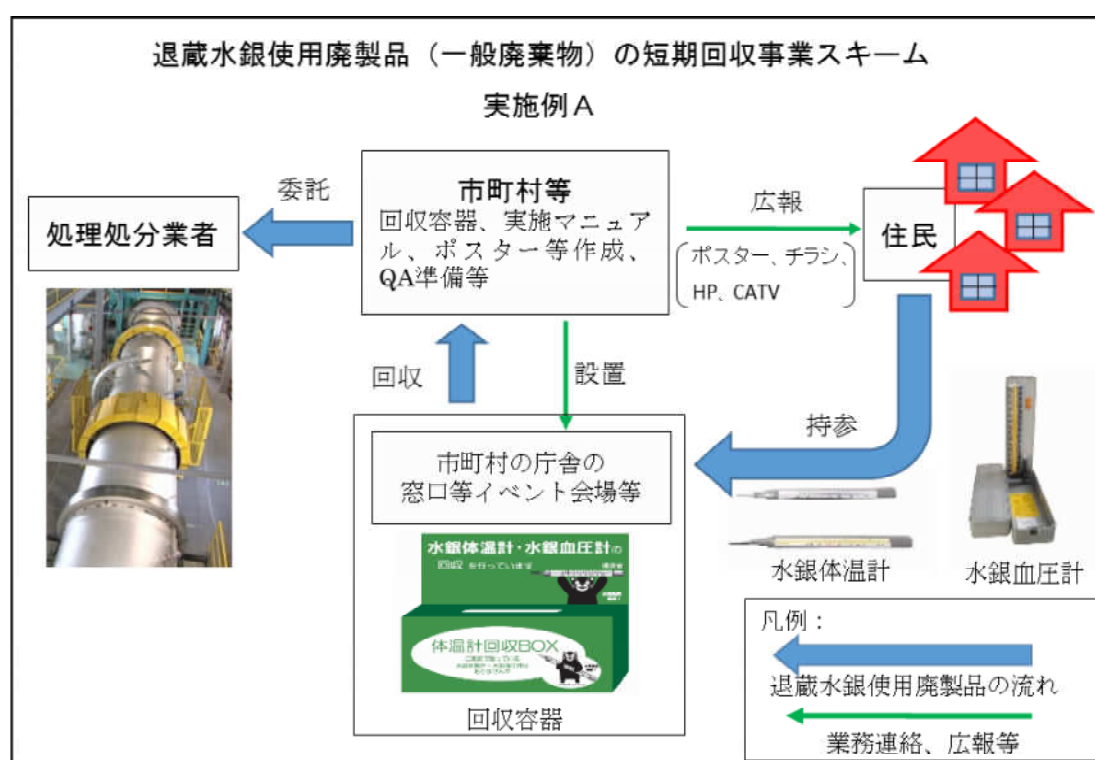 退蔵水銀使用廃製品（一般廃棄物）の短期回収事業スキーム
実施例A
委託
市町村等
回収容器、実施マニュア
ル、ポスター等作成、
QA準備等
広報
ポスター、チラシ、
HP、CATV
処理処分業者
住民
回収
設置
持参
市町村の庁舎の
窓口等イベント会場等
水銀体温計・水銀血圧計の
回収を行っています
体温計回収BOX
回収容器
水銀体温計
水銀血圧計
凡例：
退蔵水銀使用廃製品の流れ
業務連絡、広報等